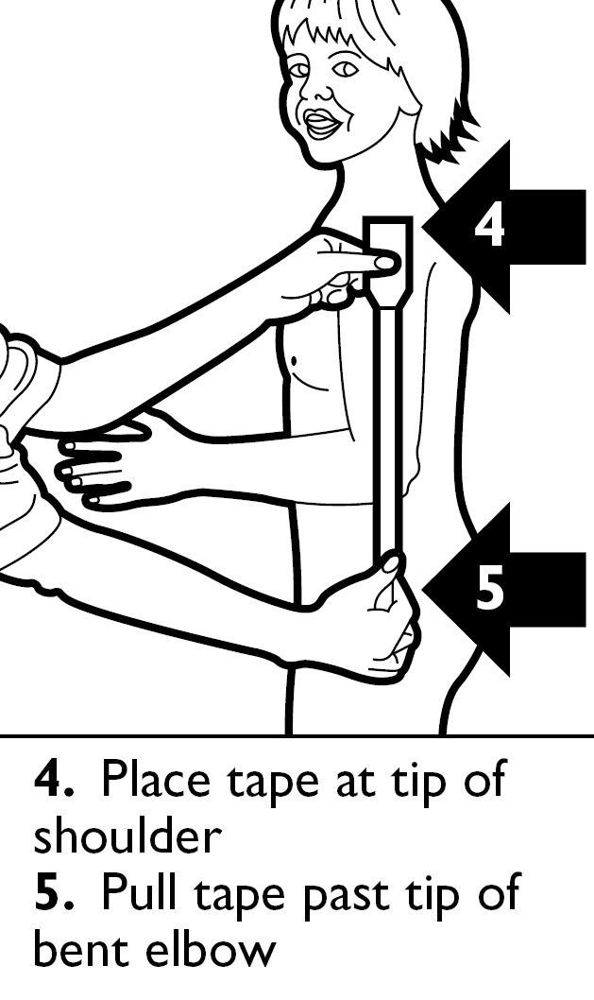 4
5
4. Place tape at tip of
shoulder
5. Pull tape past tip of
bent elbow